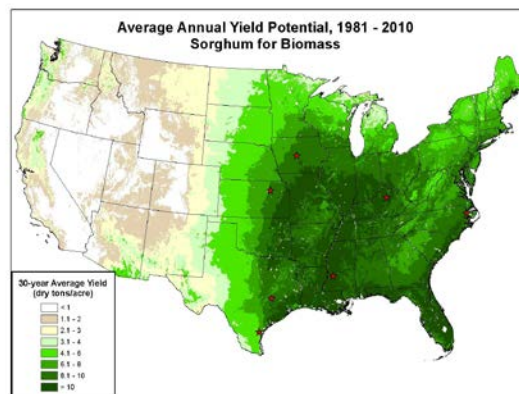 Average Annual Yield Potential, 1981 - 2010
Sorghum for Biomass
30-year Average Yield
(dry tons/acre)
< 1
1.1 - 2
2.1 - 3
3.1 - 4
4.1 - 6
6.1 - 8
8.1 - 10
> 10